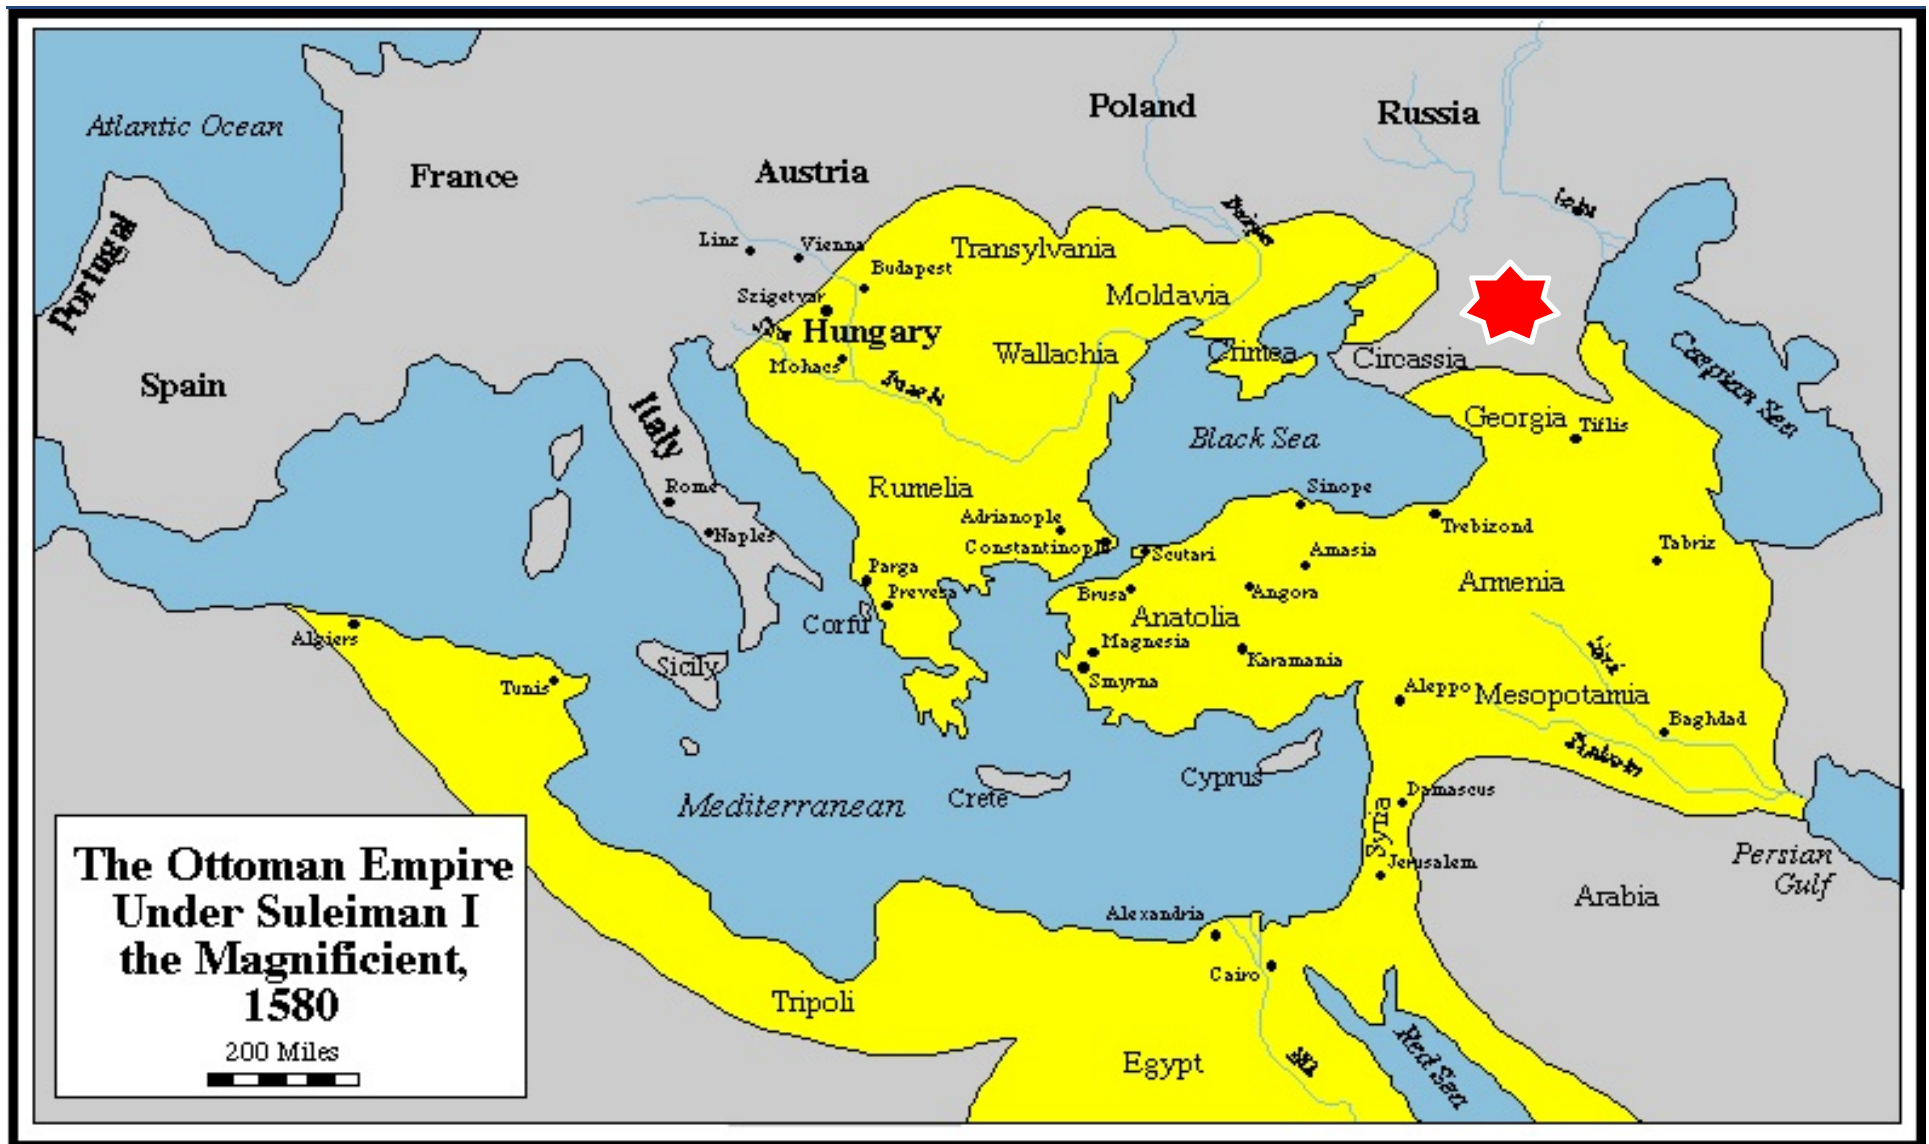 Atlantic Ocean
Portugal
Spain
France
Austria
Poland
Russia
Linz
Vienna
Budapest
Szigetvar
Hungary
Mohacs
Transylvania
Moldavia
Wallachia
Crimea
Circassia
Georgia
Tiflis
Caspian Sea
Black Sea
Italy
Rome
Naples
Rumelia
Adrianople
Constantinople
Scutari
Sinope
Trebizond
Tabriz
Amasia
Armenia
Parga
Prevesa
Corfu
Brusa
Angora
Anatolia
Magnesia
Karamania
Smyrna
Algiers
Tunis
Sicily
Aleppo
Mesopotamia
Baghdad
Mediterranean
Crete
Cyprus
Damascus
Syria
Jerusalem
Persian
Gulf
Arabia
Alexandria
Cairo
Tripoli
Egypt
Red Sea
The Ottoman Empire
Under Suleiman I
the Magnificient,
1580
200 Miles